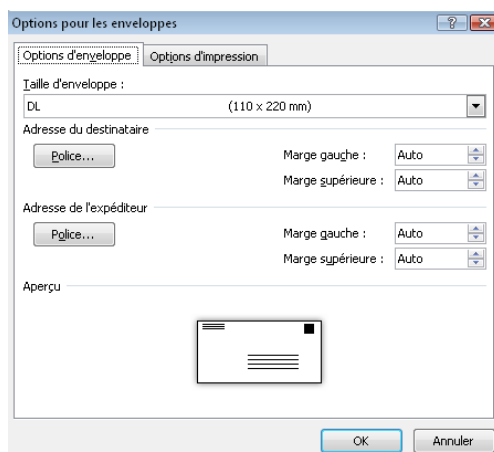 Options pour les enveloppes
Options d'enveloppe Options d'impression
Taille d'enveloppe :
DL (110 x 220 mm)
Adresse du destinataire
Police... Marge gauche : Auto
Marge supérieure : Auto
Adresse de l'expéditeur
Police... Marge gauche : Auto
Marge supérieure : Auto
Aperçu
OK Annuler